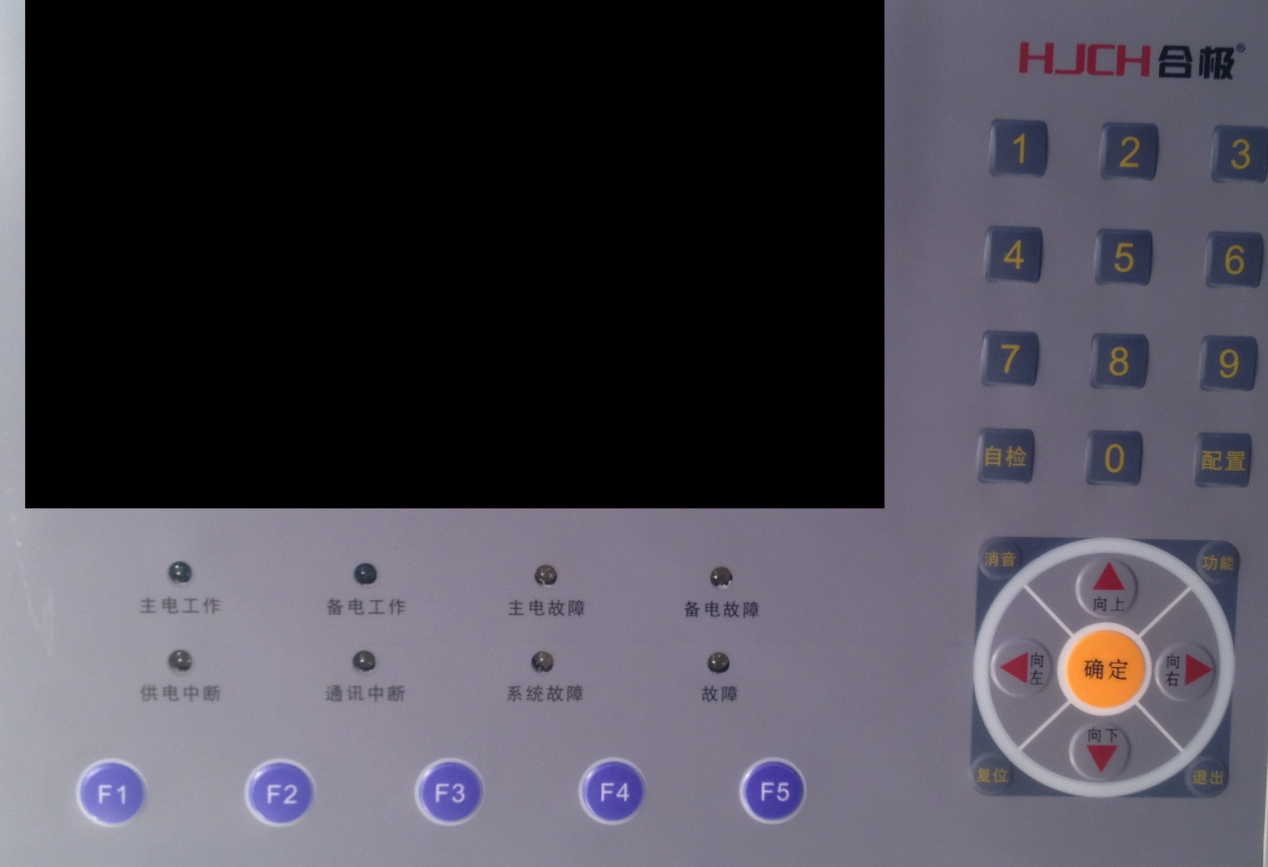 HJCH合极®
1 2 3
4 5 6
7 8 9
自检 0 配置
主电工作 备电工作 主电故障 备电故障
供电中断 通讯中断 系统故障 故障
F1 F2 F3 F4 F5
消音 功能
向上
向左 确定 向右
向下
复位 退出